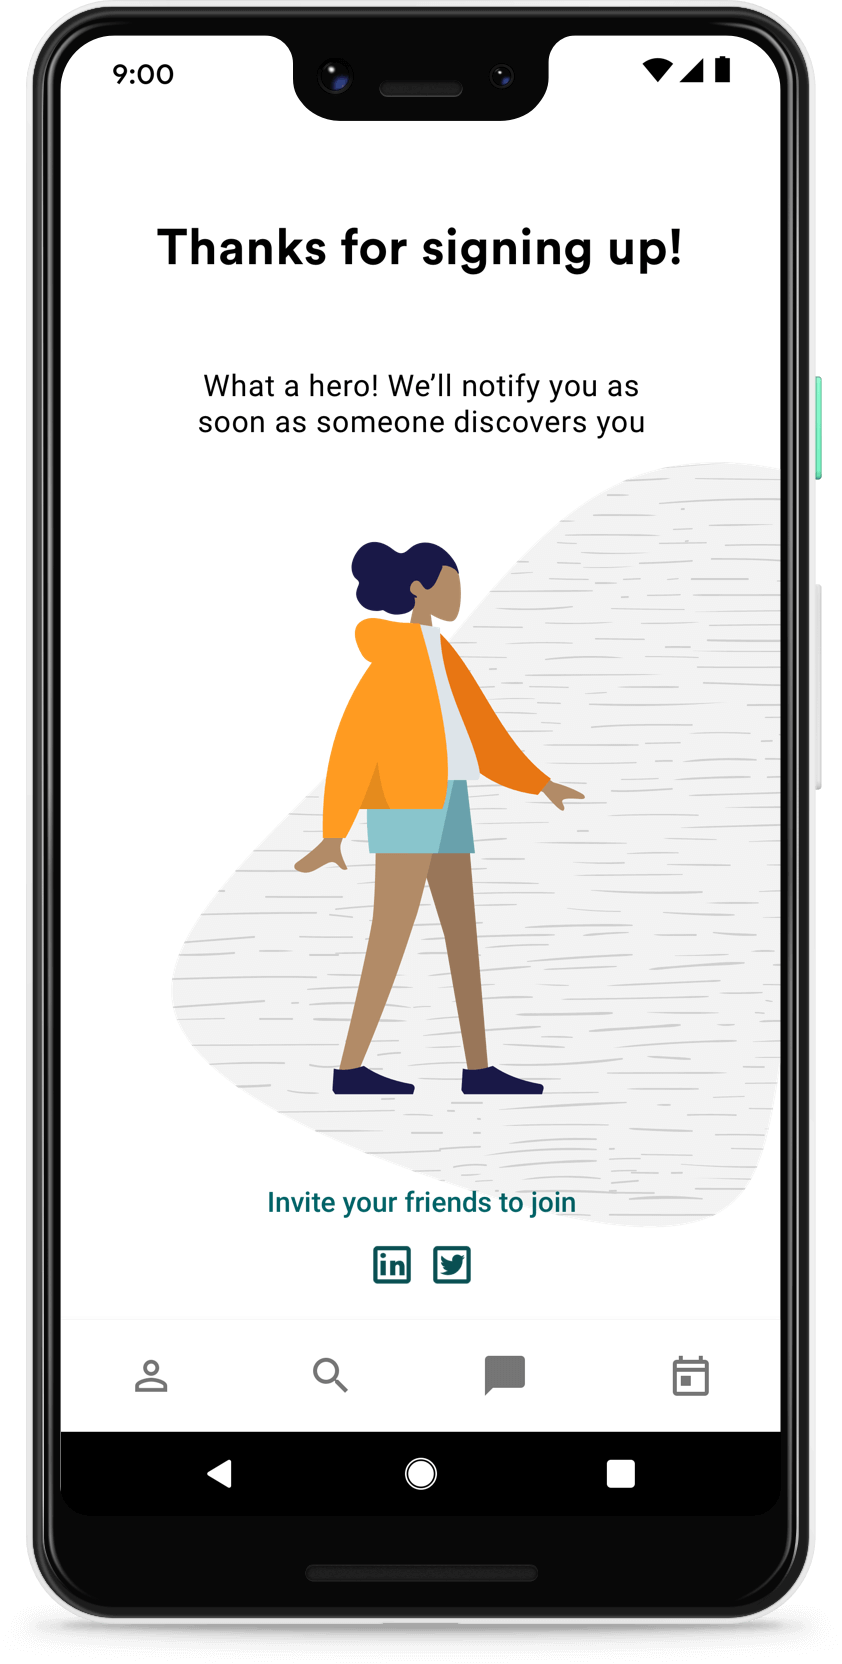 9:00
Thanks for signing up!
What a hero! We’ll notify you as
soon as someone discovers you
Invite your friends to join
in